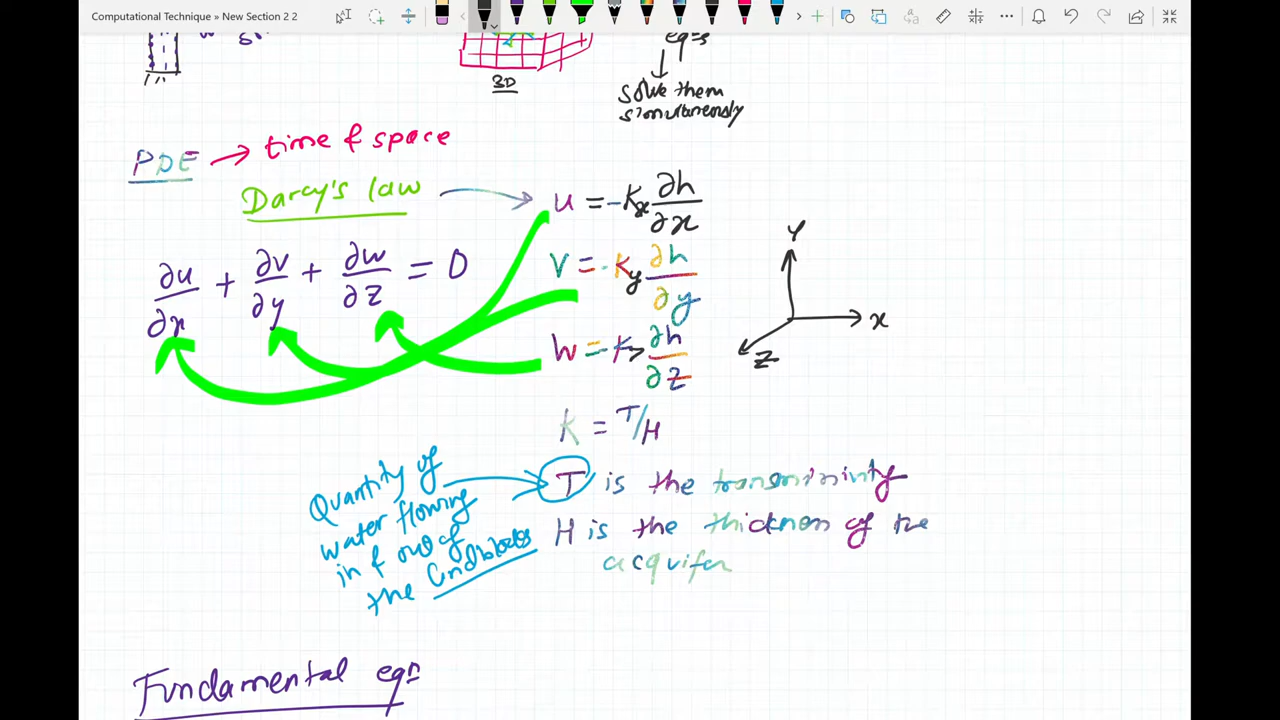 Computational Technique » New Section 2 2
eqns
solve them
simultaneously
3D
PDE → time & space
Darcy's law
u = -Kx ∂h/∂x
∂u/∂x + ∂v/∂y + ∂w/∂z = 0
V = -Ky ∂h/∂y
W = -Kz ∂h/∂z
Y
x
Z
K = T/H
Quantity of
water flowing
in & out of
the
T is the
H is the thickness of the
acquifer
Fundamental eqn